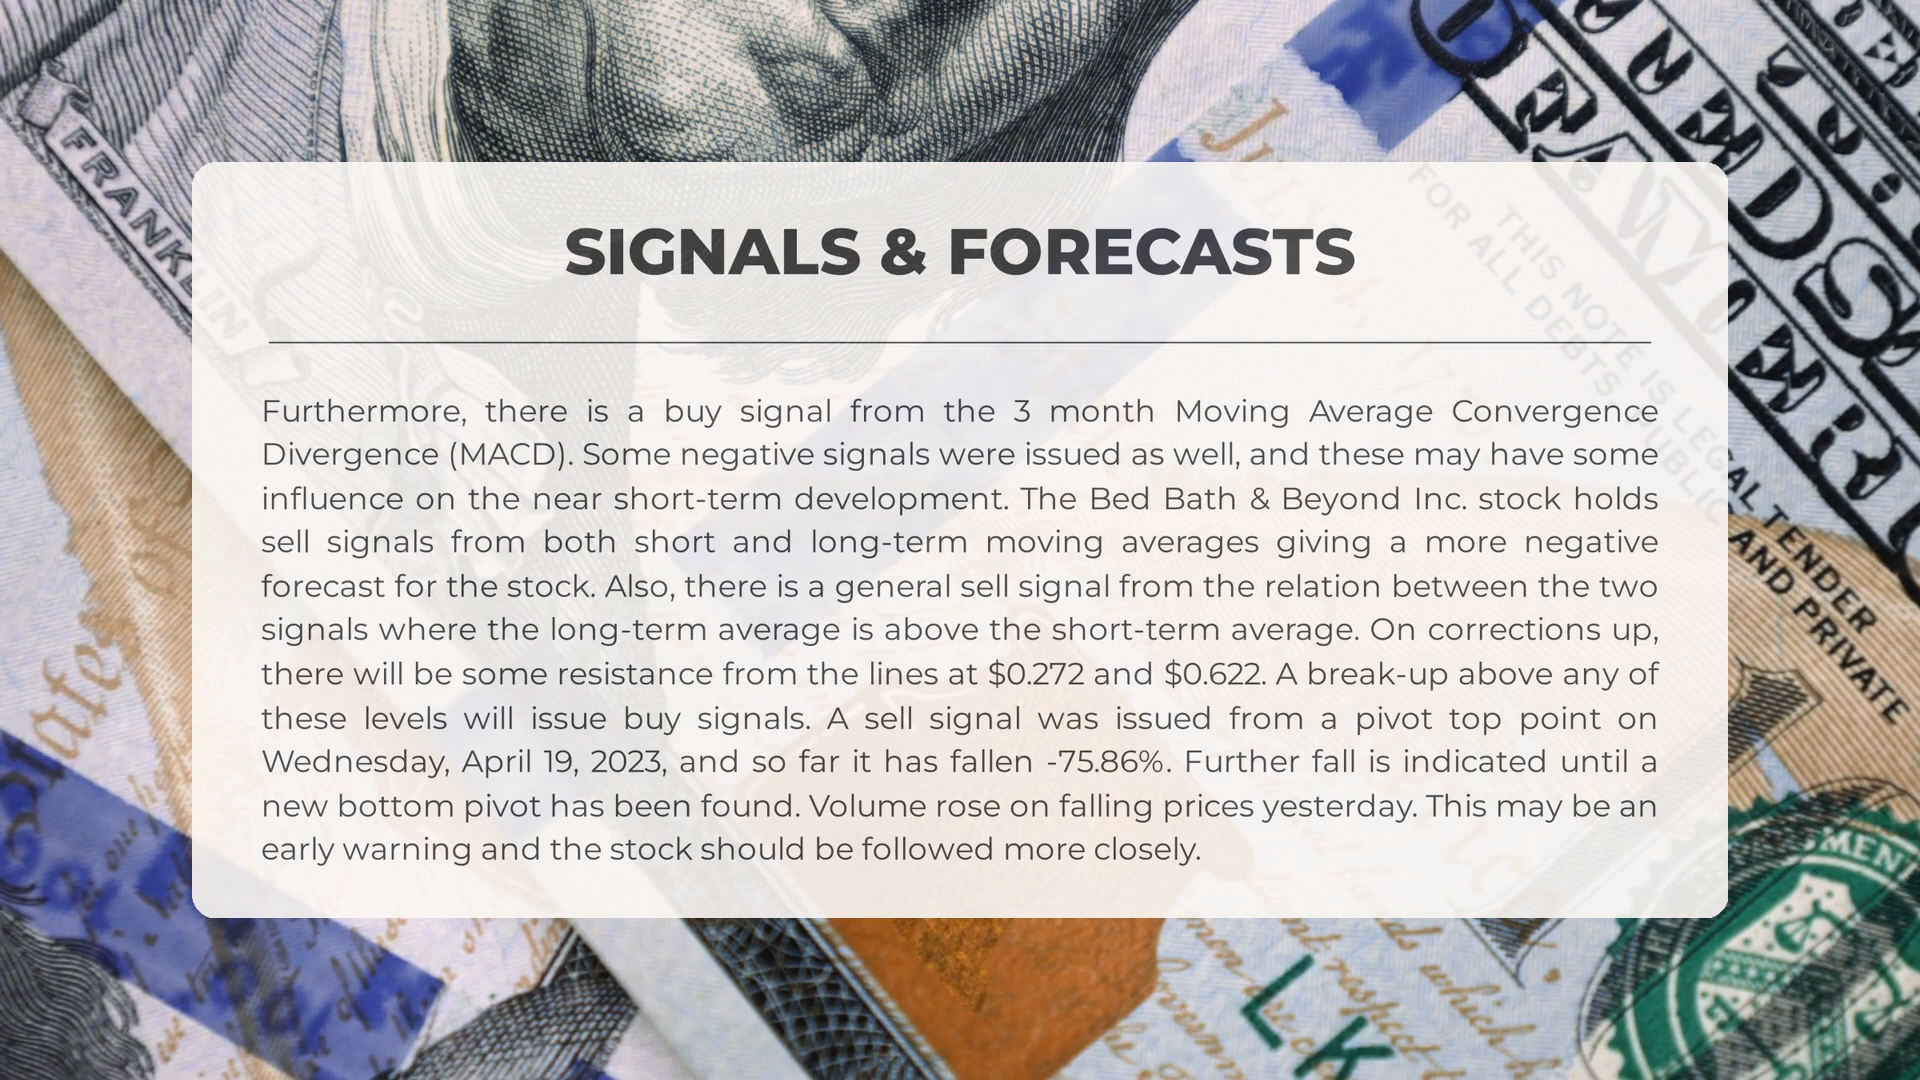 FRANKLIN
SIGNALS & FORECASTS
Furthermore, there is a buy signal from the 3 month Moving Average Convergence
Divergence (MACD). Some negative signals were issued as well, and these may have some
influence on the near short-term development. The Bed Bath & Beyond Inc. stock holds
sell signals from both short and long-term moving averages giving a more negative
forecast for the stock. Also, there is a general sell signal from the relation between the two
signals where the long-term average is above the short-term average. On corrections up,
there will be some resistance from the lines at $0.272 and $0.622. A break-up above any of
these levels will issue buy signals. A sell signal was issued from a pivot top point on
Wednesday, April 19, 2023, and so far it has fallen -75.86%. Further fall is indicated until a
new bottom pivot has been found. Volume rose on falling prices yesterday. This may be an
early warning and the stock should be followed more closely.
THIS NOTE IS LEGAL TENDER
FOR ALL DEBTS, PUBLIC AND PRIVATE
LK